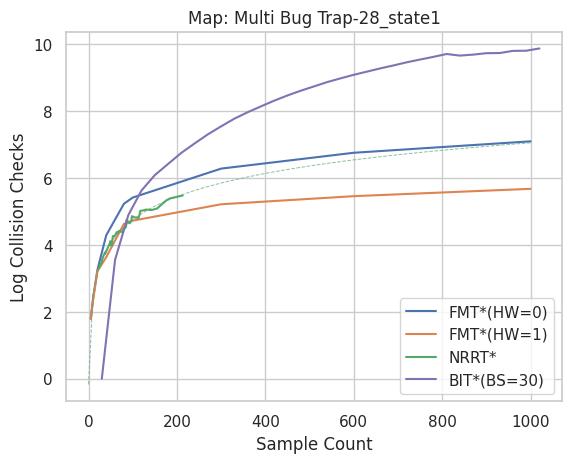 Map: Multi Bug Trap-28_state1
Log Collision Checks
10
8
6
4
2
0
0 200 400 600 800 1000
Sample Count
FMT*(HW=0)
FMT*(HW=1)
NRRT*
BIT*(BS=30)